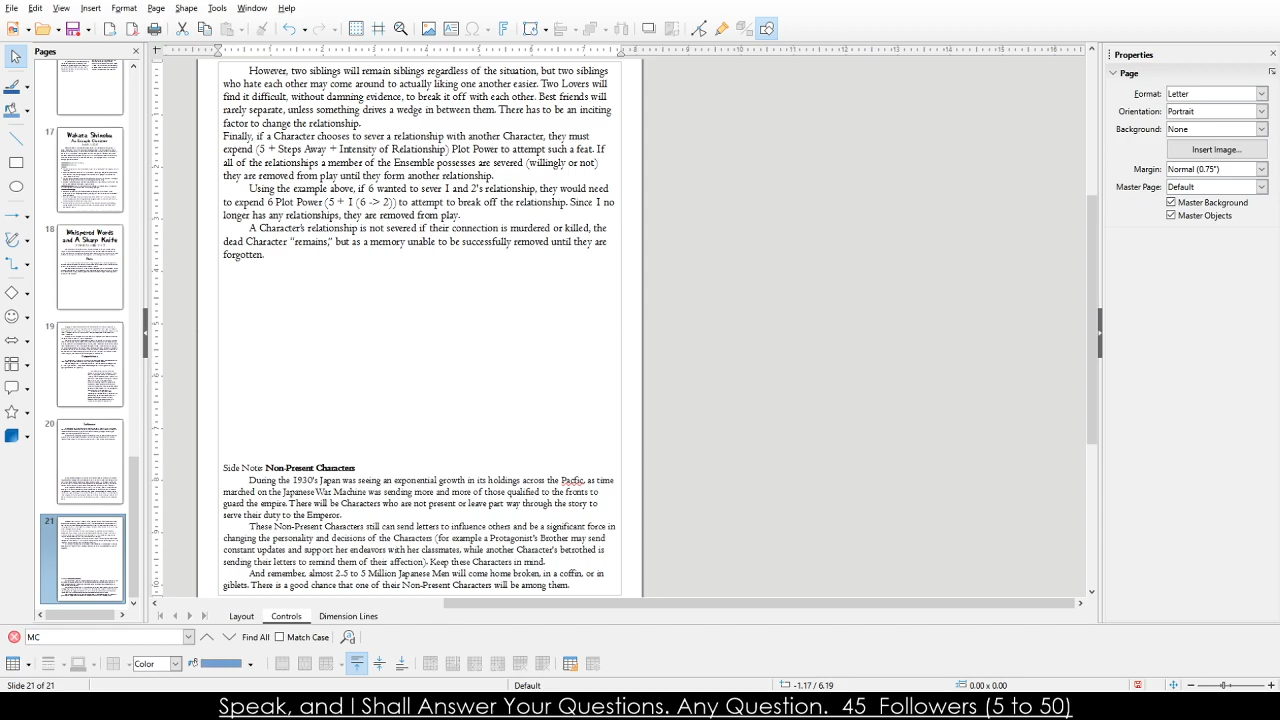 File Edit View Insert Format Page Shape Tools Window Help
Pages
17
Wakata Shinobu
18
Whispered Words
and A Sharp Knife
19
20
21
However, two siblings will remain siblings regardless of the situation, but two siblings
who hate each other may come around to actually liking one another easier. Two Lovers will
find it difficult, without damning evidence, to break it off with each other. Best friends will
rarely separate, unless something drives a wedge in between them. There has to be an inciting
factor to change the relationship.
Finally, if a Character chooses to sever a relationship with another Character, they must
expend (5 + Steps Away + Intensity of Relationship) Plot Power to attempt such a feat. If
all of the relationships a member of the Ensemble possesses are severed (willingly or not)
they are removed from play until they form another relationship.
Using the example above, if 6 wanted to sever 1 and 2's relationship, they would need
to expend 6 Plot Power (5 + 1 (6 -> 2)) to attempt to break off the relationship. Since 1 no
longer has any relationships, they are removed from play.
A Character's relationship is not severed if their connection is murdered or killed, the
dead Character "remains," but as a memory unable to be successfully removed until they are
forgotten.
Side Note: Non-Present Characters
During the 1930's Japan was seeing an exponential growth in its holdings across the Pacfic, as time
marched on the Japanese War Machine was sending more and more of those qualified to the fronts to
guard the empire. There will be Characters who are not present or leave part way through the story to
serve their duty to the Emperor.
These Non-Present Characters still can send letters to influence others and be a significant force in
changing the personality and decisions of the Characters (for example a Protagonist's Brother may send
constant updates and support her endeavors with her classmates, while another Character's betrothed is
sending their letters to remind them of their affection). Keep these Characters in mind.
And remember, almost 2.5 to 5 Million Japanese Men will come home broken, in a coffin, or in
giblets. There is a good chance that one of their Non-Present Characters will be among them.
Properties
Page
Format: Letter
Orientation: Portrait
Background: None
Insert Image...
Margin: Normal (0.75")
Master Page: Default
Master Background
Master Objects
Layout Controls Dimension Lines
MC Find All Match Case
Color
Slide 21 of 21 Default -1.17 / 6.19 0.00 x 0.00
Speak, and I Shall Answer Your Questions. Any Question. 45 Followers (5 to 50)